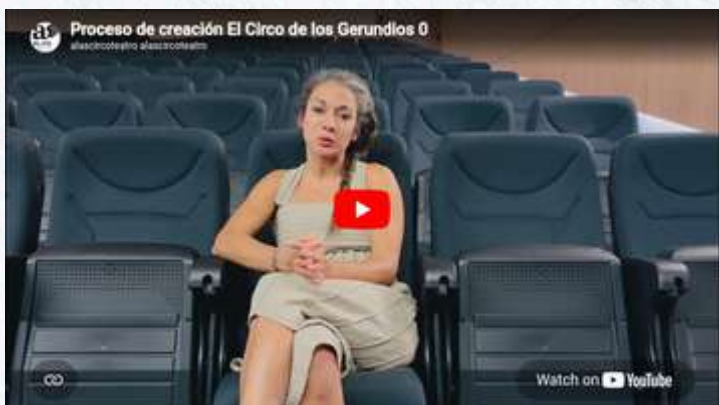 Proceso de creación El Circo de los Gerundios 0
alascircoteatro alascircoteatro
Watch on YouTube